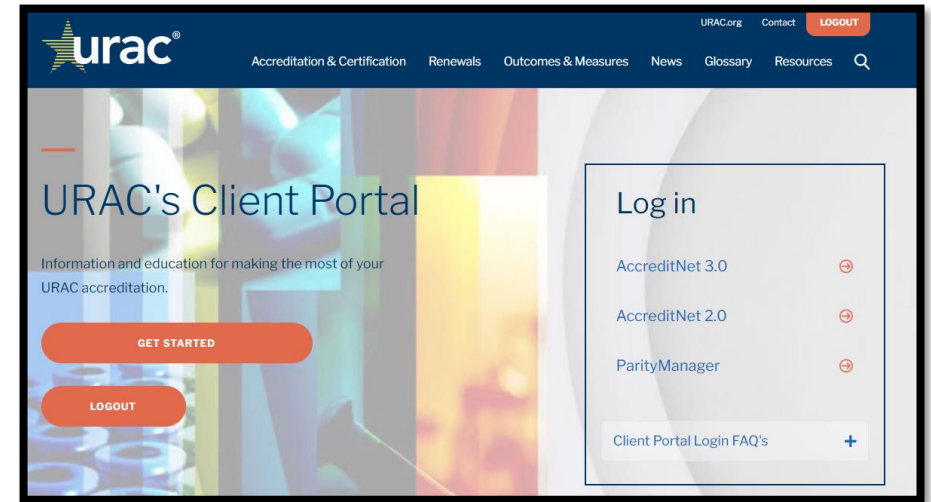 URAC.org Contact LOGOUT
urac®
Accreditation & Certification Renewals Outcomes & Measures News Glossary Resources
URAC's Client Portal
Information and education for making the most of your
URAC accreditation.
GET STARTED
LOGOUT
Log in
AccreditNet 3.0
AccreditNet 2.0
ParityManager
Client Portal Login FAQ's +